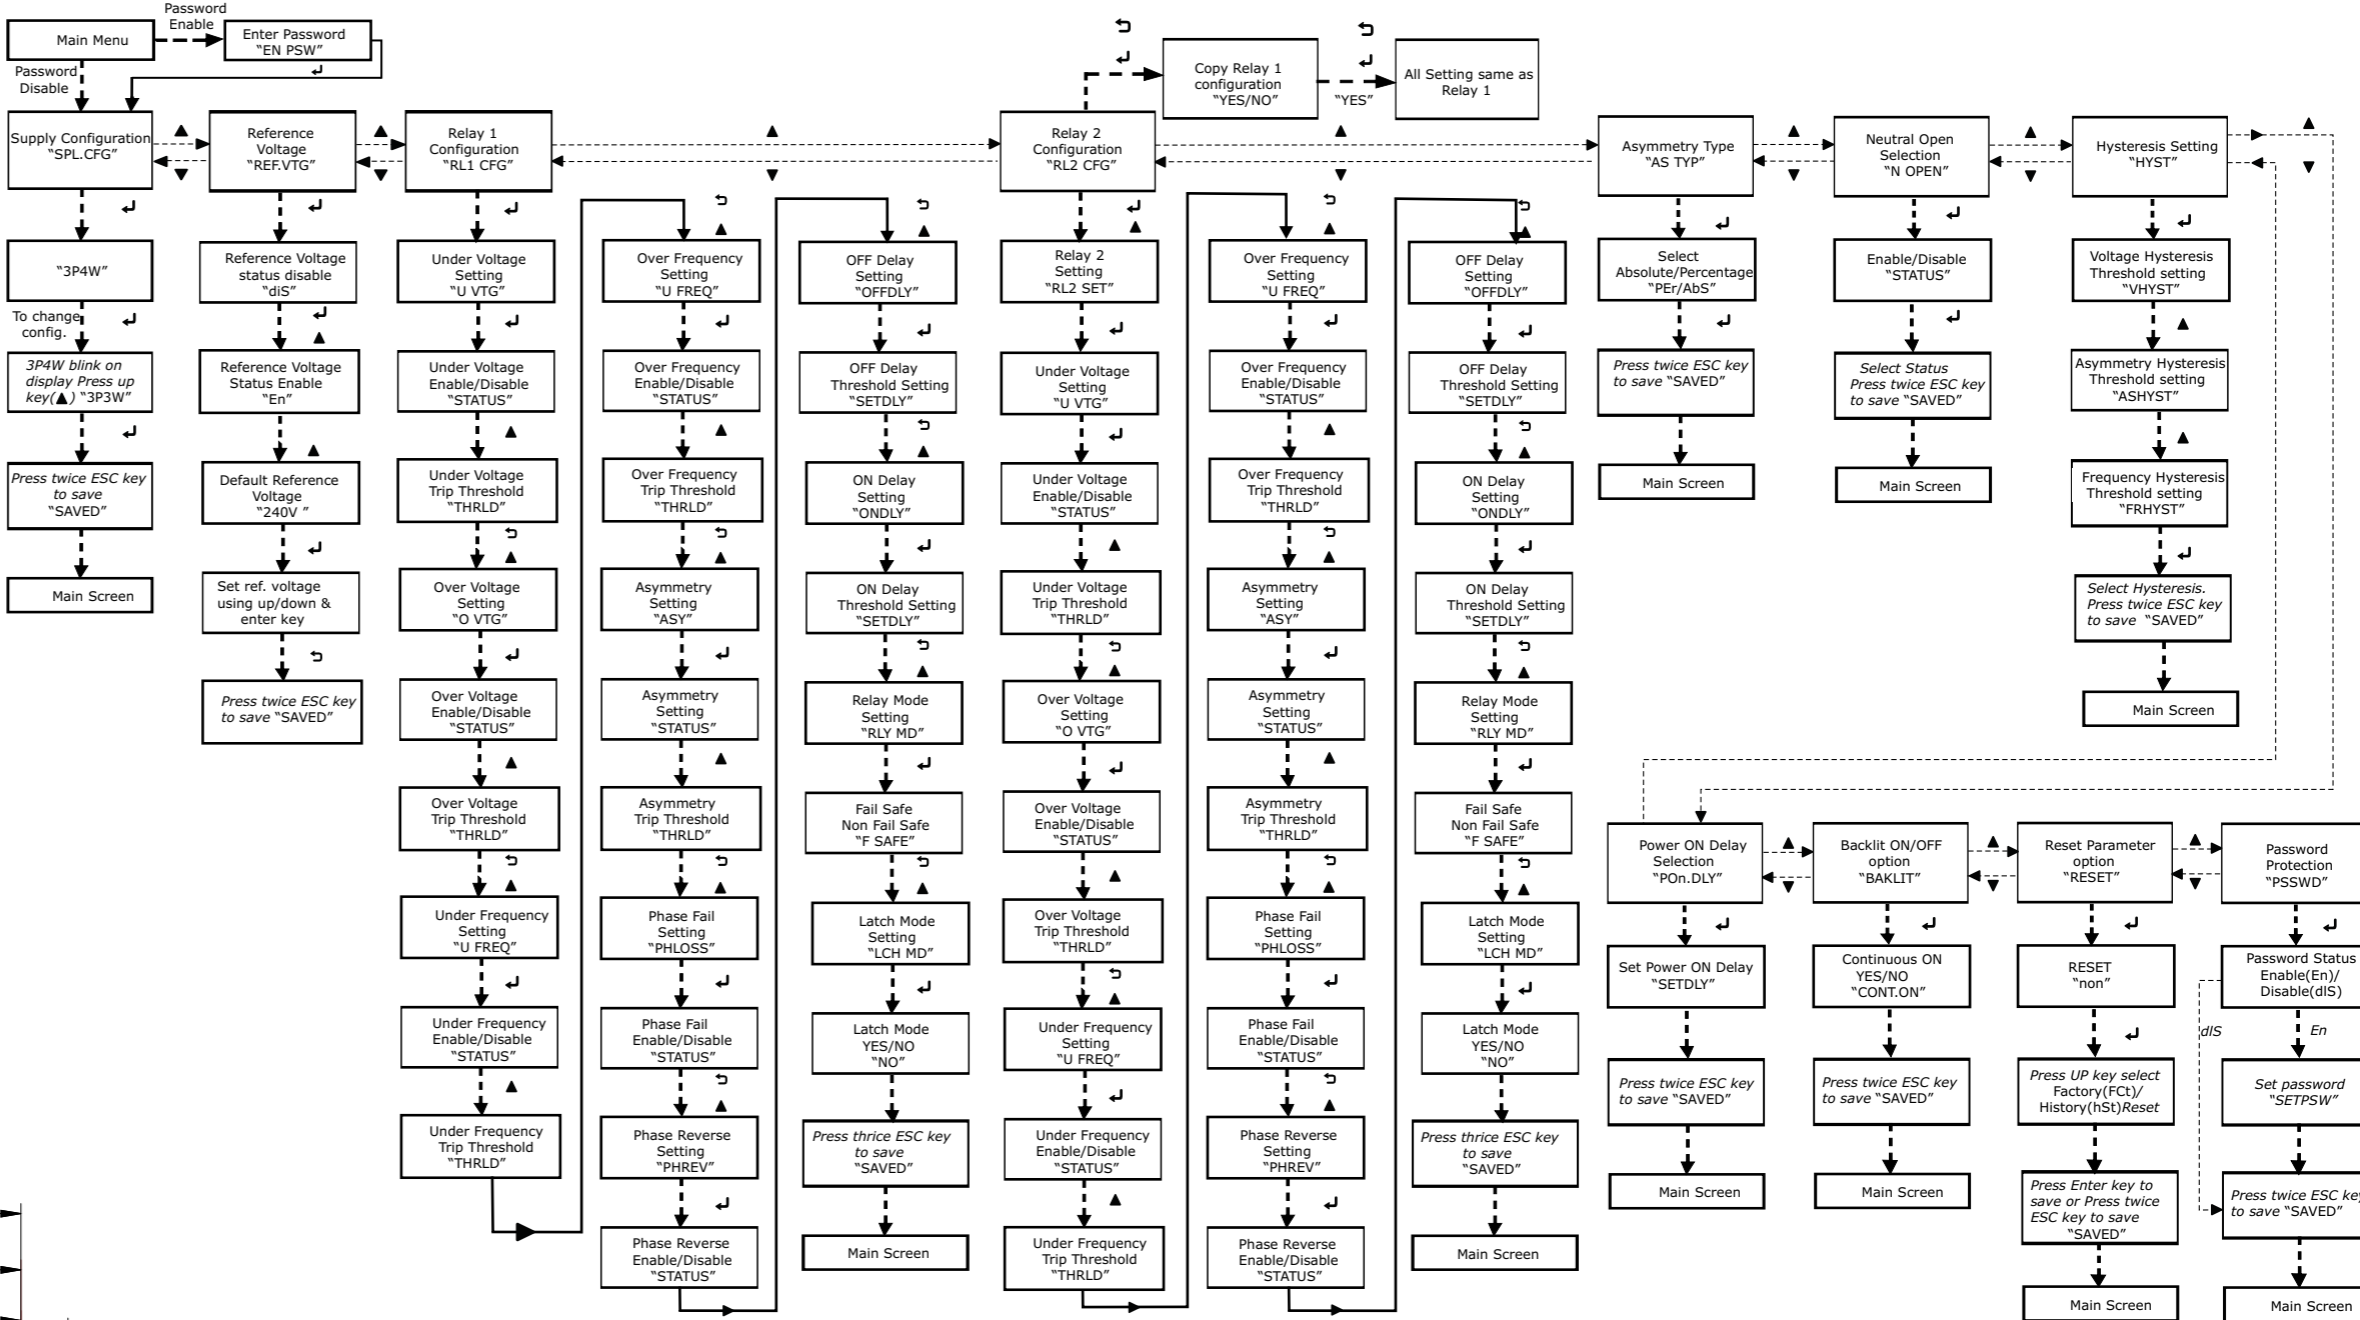 Password
Enable
Main Menu
Enter Password
“EN PSW”
Password
Disable
Copy Relay 1
configuration
“YES/NO”
“YES”
All Setting same as
Relay 1
Supply Configuration
“SPL.CFG”
Reference
Voltage
“REF.VTG”
Relay 1
Configuration
“RL1 CFG”
Relay 2
Configuration
“RL2 CFG”
Asymmetry Type
“AS TYP”
Neutral Open
Selection
“N OPEN”
Hysteresis Setting
“HYST”
“3P4W”
To change
config.
3P4W blink on
display Press up
key(▲) “3P3W”
Press twice ESC key
to save
“SAVED”
Main Screen
Reference Voltage
status disable
“diS”
Reference Voltage
Status Enable
“En”
Default Reference
Voltage
“240V ”
Set ref. voltage
using up/down &
enter key
Press twice ESC key
to save “SAVED”
Under Voltage
Setting
“U VTG”
Under Voltage
Enable/Disable
“STATUS”
Under Voltage
Trip Threshold
“THRLD”
Over Voltage
Setting
“O VTG”
Over Voltage
Enable/Disable
“STATUS”
Over Voltage
Trip Threshold
“THRLD”
Under Frequency
Setting
“U FREQ”
Under Frequency
Enable/Disable
“STATUS”
Under Frequency
Trip Threshold
“THRLD”
Over Frequency
Setting
“U FREQ”
Over Frequency
Enable/Disable
“STATUS”
Over Frequency
Trip Threshold
“THRLD”
Asymmetry
Setting
“ASY”
Asymmetry
Setting
“STATUS”
Asymmetry
Trip Threshold
“THRLD”
Phase Fail
Setting
“PHLOSS”
Phase Fail
Enable/Disable
“STATUS”
Phase Reverse
Setting
“PHREV”
Phase Reverse
Enable/Disable
“STATUS”
OFF Delay
Setting
“OFFDLY”
OFF Delay
Threshold Setting
“SETDLY”
ON Delay
Setting
“ONDLY”
ON Delay
Threshold Setting
“SETDLY”
Relay Mode
Setting
“RLY MD”
Fail Safe
Non Fail Safe
“F SAFE”
Latch Mode
Setting
“LCH MD”
Latch Mode
YES/NO
“NO”
Press thrice ESC key
to save
“SAVED”
Main Screen
Relay 2
Setting
“RL2 SET”
Under Voltage
Setting
“U VTG”
Under Voltage
Enable/Disable
“STATUS”
Under Voltage
Trip Threshold
“THRLD”
Over Voltage
Setting
“O VTG”
Over Voltage
Enable/Disable
“STATUS”
Over Voltage
Trip Threshold
“THRLD”
Under Frequency
Setting
“U FREQ”
Under Frequency
Enable/Disable
“STATUS”
Under Frequency
Trip Threshold
“THRLD”
Over Frequency
Setting
“U FREQ”
Over Frequency
Enable/Disable
“STATUS”
Over Frequency
Trip Threshold
“THRLD”
Asymmetry
Setting
“ASY”
Asymmetry
Setting
“STATUS”
Asymmetry
Trip Threshold
“THRLD”
Phase Fail
Setting
“PHLOSS”
Phase Fail
Enable/Disable
“STATUS”
Phase Reverse
Setting
“PHREV”
Phase Reverse
Enable/Disable
“STATUS”
OFF Delay
Setting
“OFFDLY”
OFF Delay
Threshold Setting
“SETDLY”
ON Delay
Setting
“ONDLY”
ON Delay
Threshold Setting
“SETDLY”
Relay Mode
Setting
“RLY MD”
Fail Safe
Non Fail Safe
“F SAFE”
Latch Mode
Setting
“LCH MD”
Latch Mode
YES/NO
“NO”
Press thrice ESC key
to save
“SAVED”
Main Screen
Select
Absolute/Percentage
“PEr/AbS”
Press twice ESC key
to save “SAVED”
Main Screen
Enable/Disable
“STATUS”
Select Status
Press twice ESC key
to save “SAVED”
Main Screen
Voltage Hysteresis
Threshold setting
“VHYST”
Asymmetry Hysteresis
Threshold setting
“ASHYST”
Frequency Hysteresis
Threshold setting
“FRHYST”
Select Hysteresis.
Press twice ESC key
to save “SAVED”
Main Screen
Power ON Delay
Selection
“POn.DLY”
Set Power ON Delay
“SETDLY”
Press twice ESC key
to save “SAVED”
Main Screen
Backlit ON/OFF
option
“BAKLIT”
Continuous ON
YES/NO
“CONT.ON”
Press twice ESC key
to save “SAVED”
Main Screen
Reset Parameter
option
“RESET”
RESET
“non”
Press UP key select
Factory(FCt)/
History(hSt)Reset
Press Enter key to
save or Press twice
ESC key to save
“SAVED”
Main Screen
Password
Protection
“PSSWD”
Password Status
Enable(En)/
Disable(dIS)
dIS
En
Set password
“SETPSW”
Press twice ESC key
to save “SAVED”
Main Screen